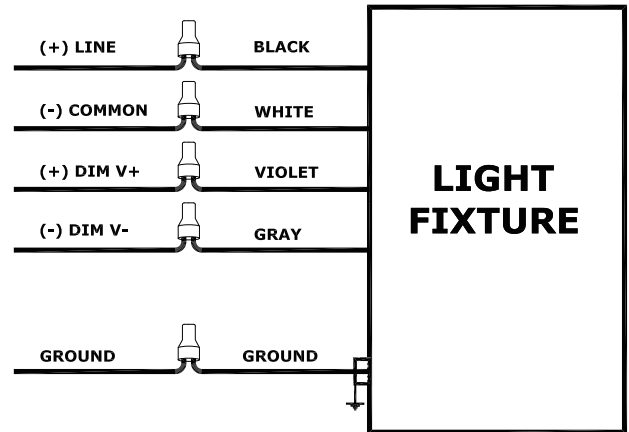 (+) LINE BLACK
(-) COMMON WHITE
(+) DIM V+ VIOLET
(-) DIM V- GRAY
GROUND GROUND
LIGHT
FIXTURE